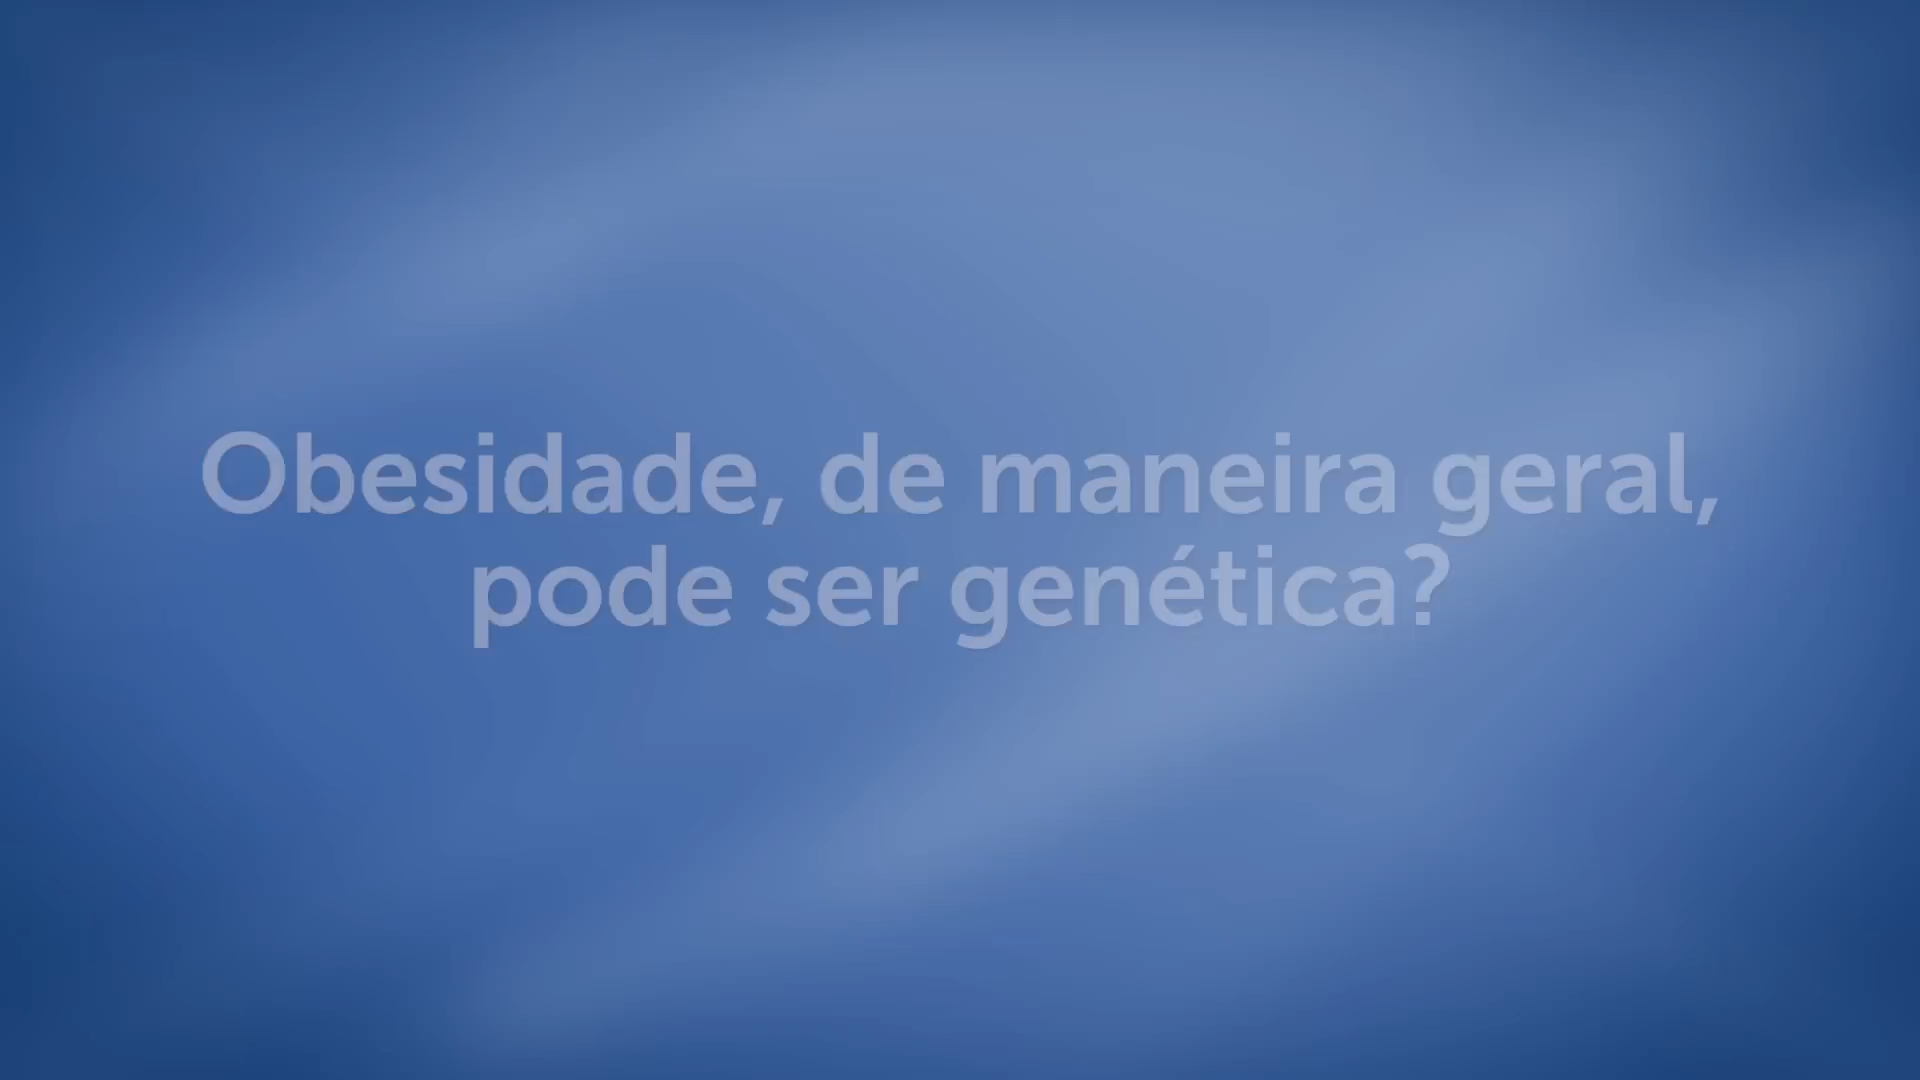 Obesidade, de maneira geral,
pode ser genética?